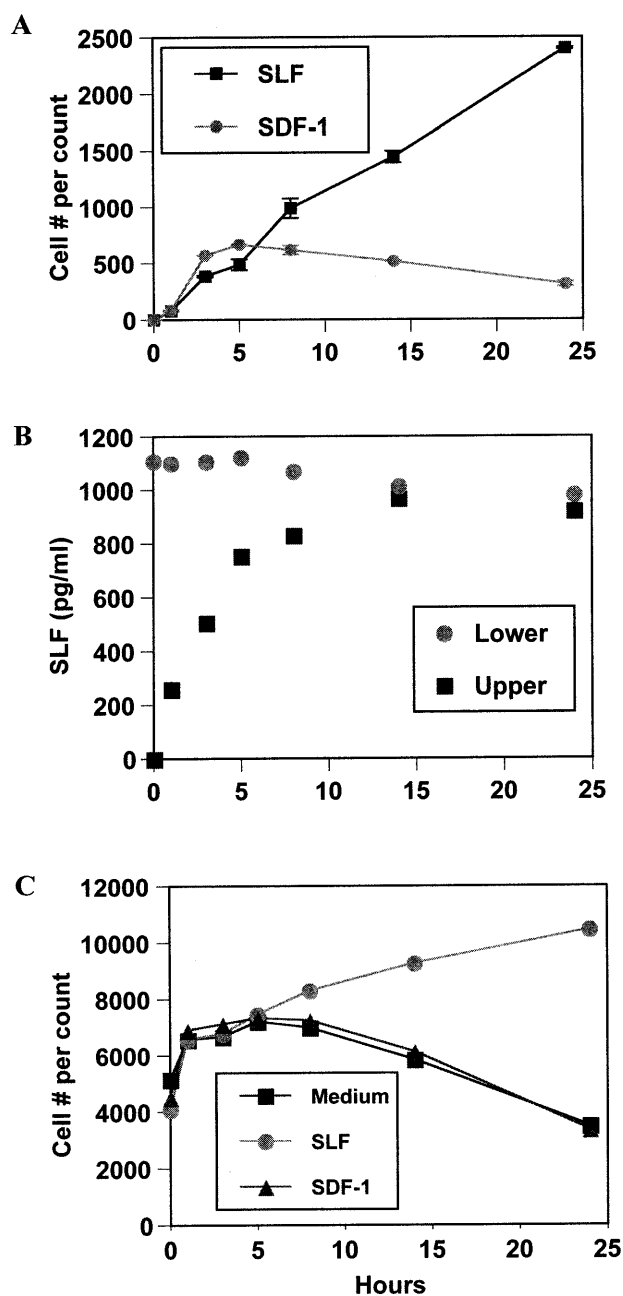 A
Cell # per count
2500
2000
1500
1000
500
0
SLF
SDF-1
0 5 10 15 20 25
B
SLF (pg/ml)
1200
1000
800
600
400
200
0
Lower
Upper
0 5 10 15 20 25
C
Cell # per count
12000
10000
8000
6000
4000
2000
0
Medium
SLF
SDF-1
0 5 10 15 20 25
Hours